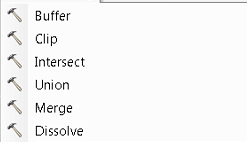 Buffer
Clip
Intersect
Union
Merge
Dissolve